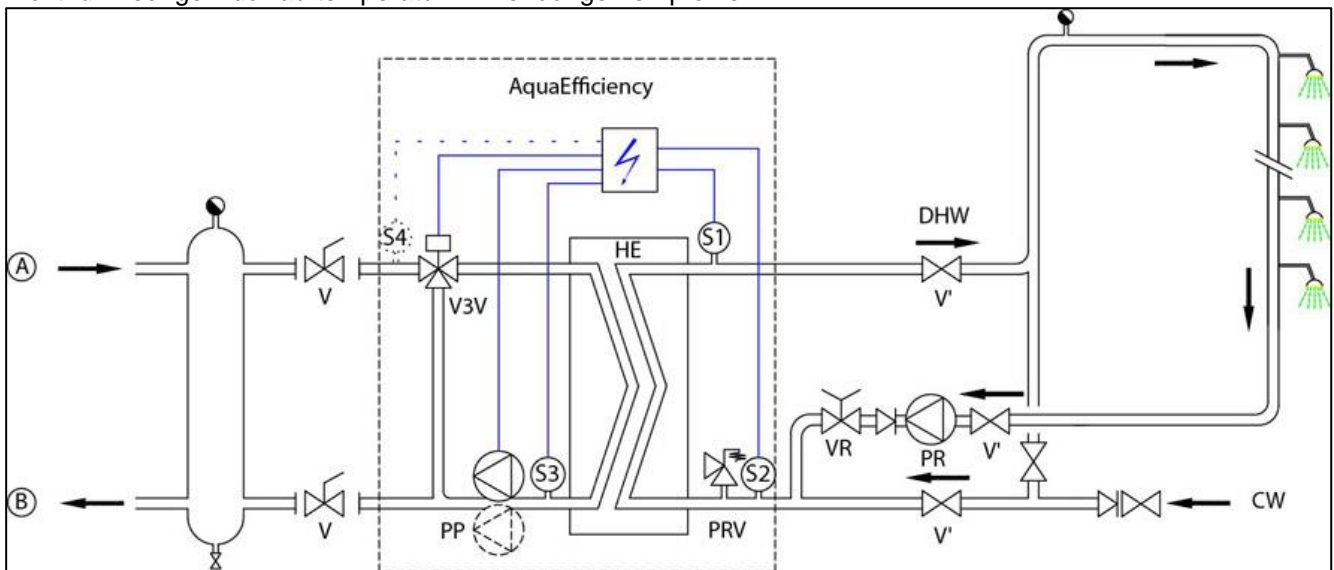 AquaEfficiency
DHW
S4
S1
HE
A
V
V3V
V'
VR
PR
V'
S3
S2
B
V
PP
PRV
V'
CW